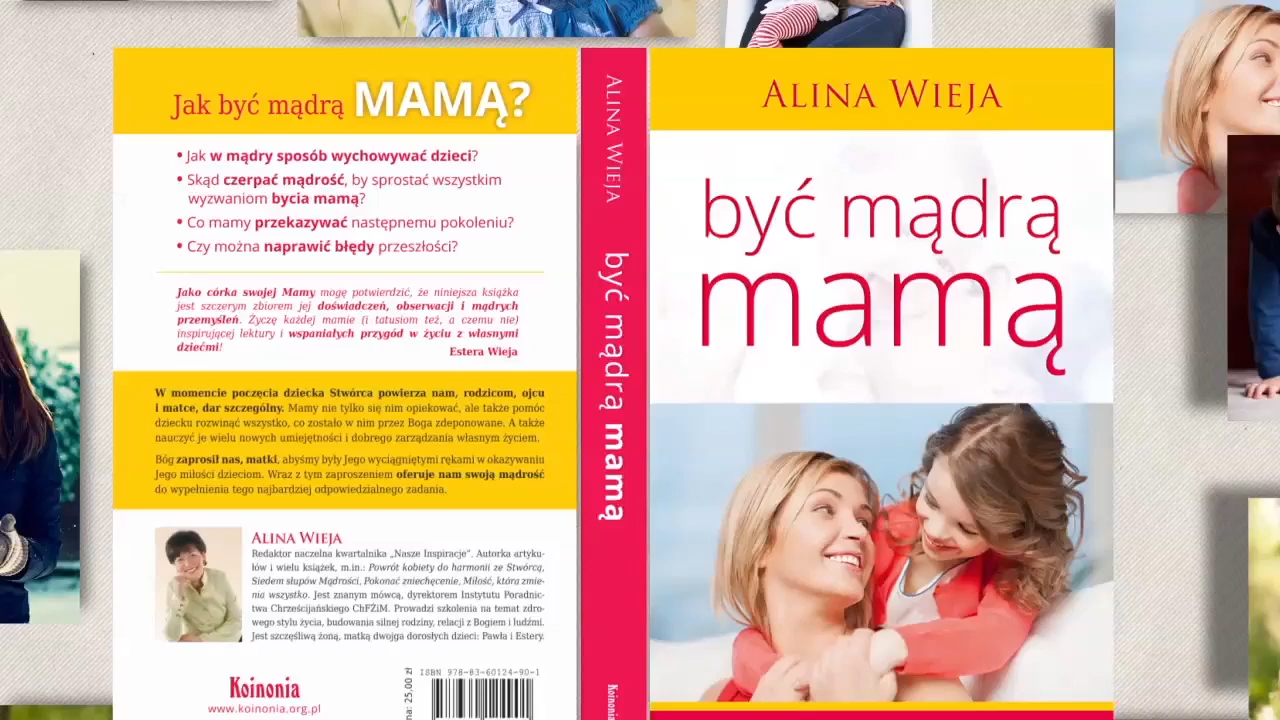 Jak być mądrą MAMĄ?
• Jak w mądry sposób wychowywać dzieci?
• Skąd czerpać mądrość, by sprostać wszystkim
wyzwaniom bycia mamą?
• Co mamy przekazywać następnemu pokoleniu?
• Czy można naprawić błędy przeszłości?
Jako córka swojej Mamy mogę potwierdzić, że niniejsza książka
jest szczerym zbiorem jej doświadczeń, obserwacji i mądrych
przemyśleń. Życzę każdej mamie (i tatusiom też, a czemu nie)
inspirującej lektury i wspaniałych przygód w życiu z własnymi
dziećmi!
Estera Wieja
W momencie poczęcia dziecka Stwórca powierza nam, rodzicom, ojcu
i matce, dar szczególny. Mamy nie tylko się nim opiekować, ale także pomóc
dziecku rozwinąć wszystko, co zostało w nim przez Boga zdeponowane. A także
nauczyć je wielu nowych umiejętności i dobrego zarządzania własnym życiem.
Bóg zaprosił nas, matki, abyśmy były Jego wyciągniętymi rękami w okazywaniu
Jego miłości dzieciom. Wraz z tym zaproszeniem oferuje nam swoją mądrość
do wypełnienia tego najbardziej odpowiedzialnego zadania.
ALINA WIEJA
Redaktor naczelna kwartalnika „Nasze Inspiracje”. Autorka artyku-
łów i wielu książek, m.in.: Powrót kobiety do harmonii ze Stwórcą,
Siedem słupów Mądrości, Pokonać zniechęcenie, Miłość, która zmie-
nia wszystko. Jest znanym mówcą, dyrektorem Instytutu Poradnic-
twa Chrześcijańskiego ChFŻiM. Prowadzi szkolenia na temat zdro-
wego stylu życia, budowania silnej rodziny, relacji z Bogiem i ludźmi.
Jest szczęśliwą żoną, matką dwojga dorosłych dzieci: Pawła i Estery.
Koinonia
www.koinonia.org.pl
na: 25,00 zł
ISBN 978-83-60124-90-1
ALINA WIEJA
być mądrą mamą
Koinonia
ALINA WIEJA
być mądrą
mamą